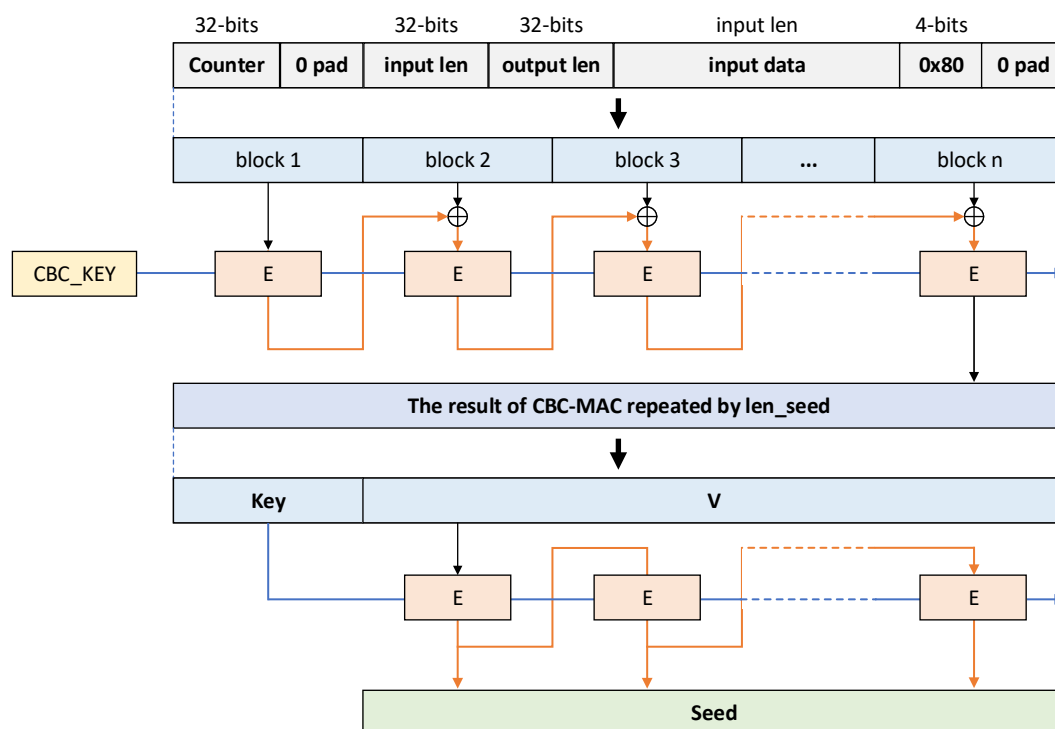 32-bits 32-bits 32-bits input len 4-bits
Counter 0 pad input len output len input data 0x80 0 pad
block 1 block 2 block 3 ... block n
CBC_KEY E E E E
The result of CBC-MAC repeated by len_seed
Key V
E E E
Seed